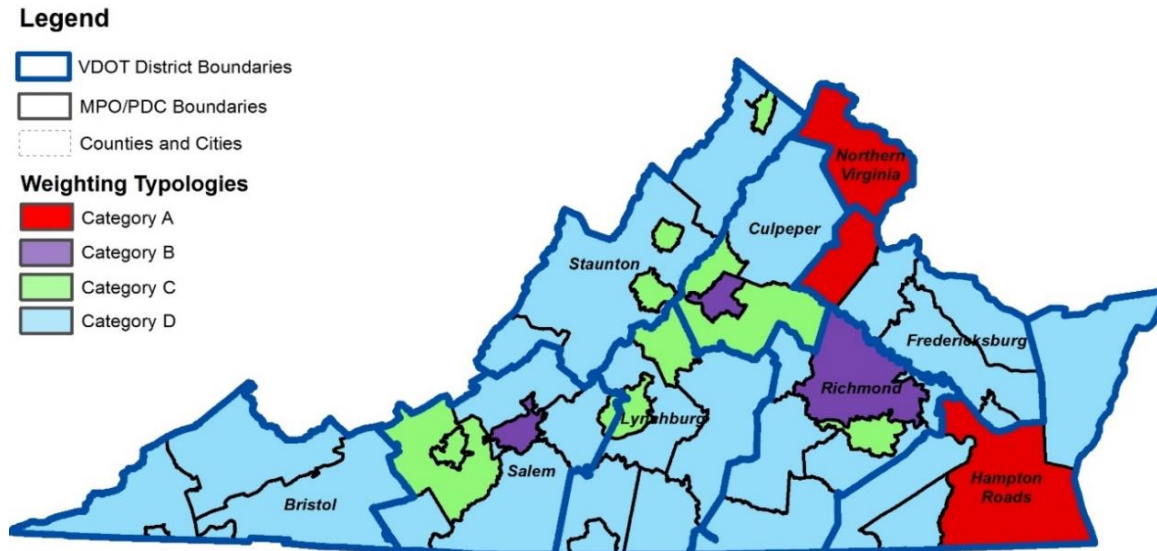 Legend
VDOT District Boundaries
MPO/PDC Boundaries
Counties and Cities
Weighting Typologies
Category A
Category B
Category C
Category D
Northern
Virginia
Culpeper
Staunton
Fredericksburg
Richmond
Lynchburg
Salem
Hampton
Roads
Bristol